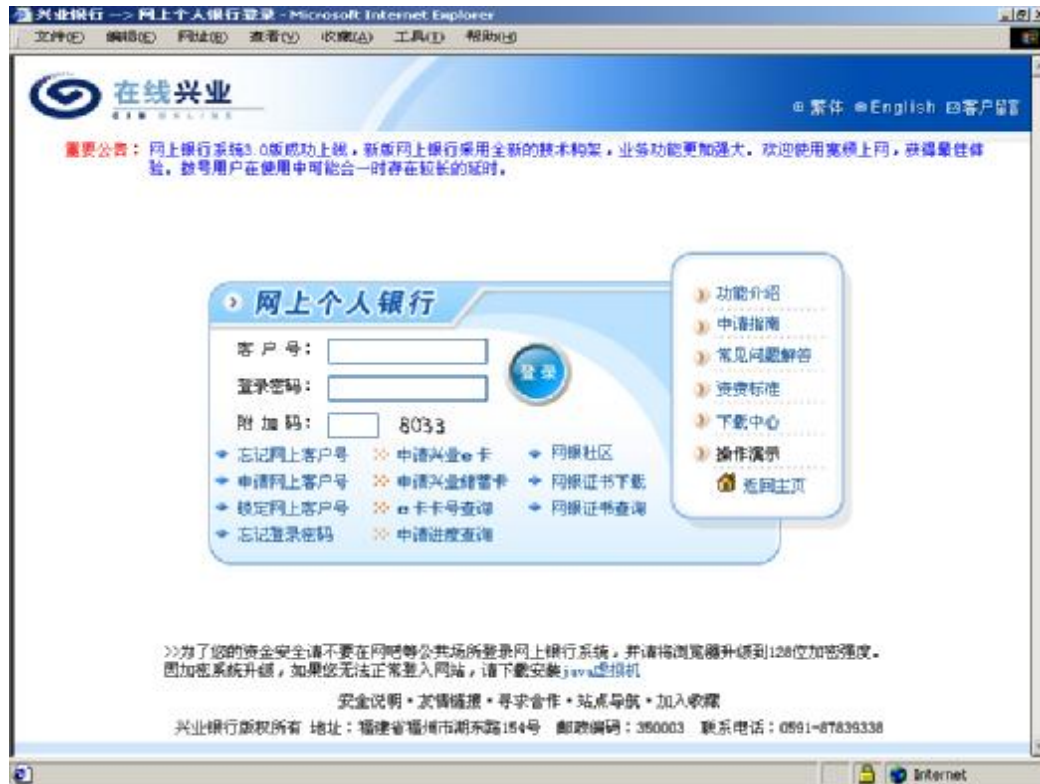 兴业银行 --> 网上个人银行登录 - Microsoft Internet Explorer
文件(F) 编辑(E) 网址(B) 查看(V) 收藏(A) 工具(T) 帮助(H)
在线兴业
CIB ONLINE
繁体 English 客户留言
重要公告： 网上银行系统3.0版成功上线，新版网上银行采用全新的技术构架，业务功能更加强大。欢迎使用宽频上网，获得最佳体
验。拨号用户在使用中可能会一时存在较长的延时。
网上个人银行
客 户 号：
登录密码：
附 加 码： 8033
登录
忘记网上客户号 申请兴业e卡 网银社区
申请网上客户号 申请兴业储蓄卡 网银证书下载
锁定网上客户号 e卡卡号查询 网银证书查询
忘记登录密码 申请进度查询
功能介绍
申请指南
常见问题解答
资费标准
下载中心
操作演示
返回主页
>>为了您的资金安全请不要在网吧等公共场所登录网上银行系统，并请将浏览器升级到128位加密强度。
因加密系统升级，如果您无法正常登入网站，请下载安装java虚拟机
安全说明·友情链接·寻求合作·站点导航·加入收藏
兴业银行版权所有 地址：福建省福州市湖东路154号 邮政编码：350003 联系电话：0591-87839338
Internet